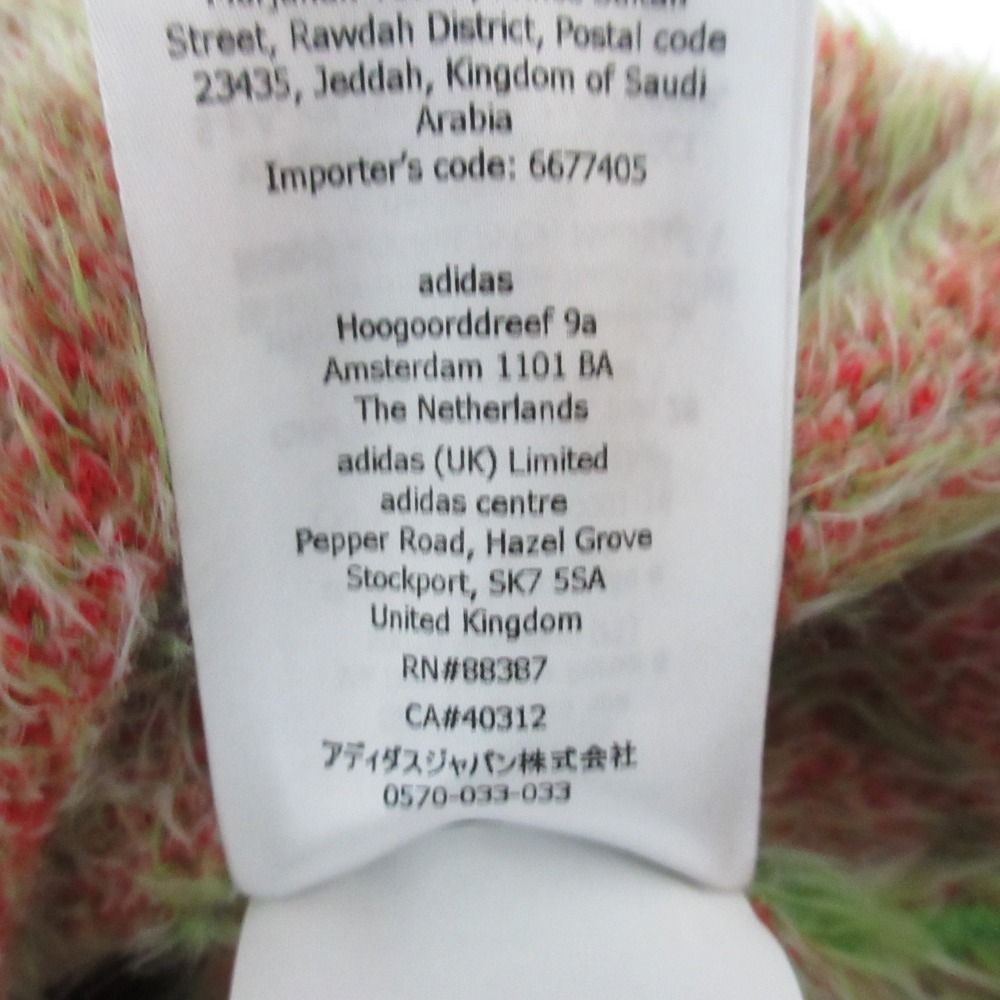 Street, Rawdah District, Postal code
23435, Jeddah, Kingdom of Saudi
Arabia
Importer's code: 6677405
adidas
Hoogoorddreef 9a
Amsterdam 1101 BA
The Netherlands
adidas (UK) Limited
adidas centre
Pepper Road, Hazel Grove
Stockport, SK7 5SA
United Kingdom
RN#88387
CA#40312
アディダスジャパン株式会社
0570-033-033